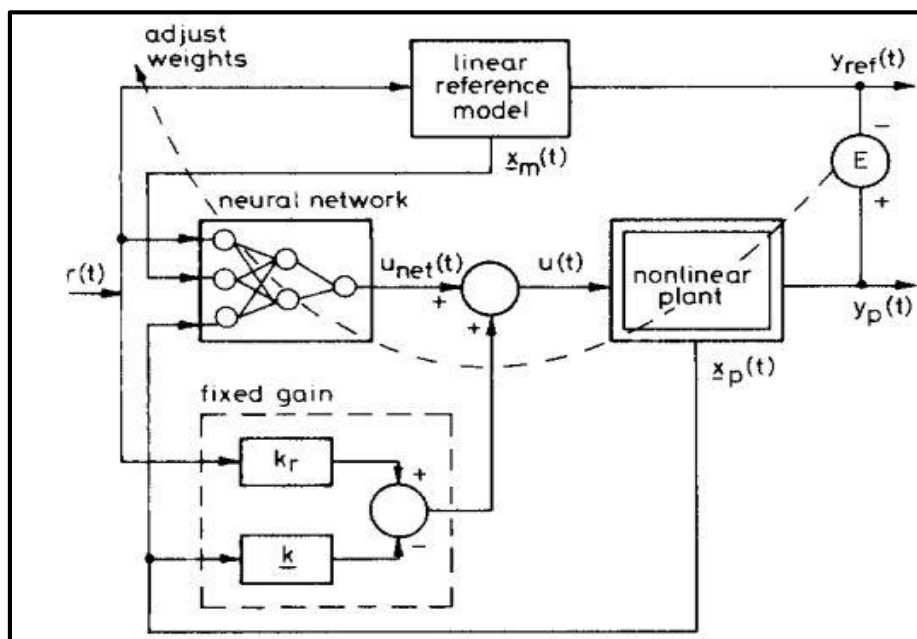 adjust
weights
linear
reference
model
y_ref(t)
x_m(t)
−
E
+
neural network
r(t)
u_net(t)
+
+
u(t)
nonlinear
plant
y_p(t)
x_p(t)
fixed gain
k_r
+
−
k